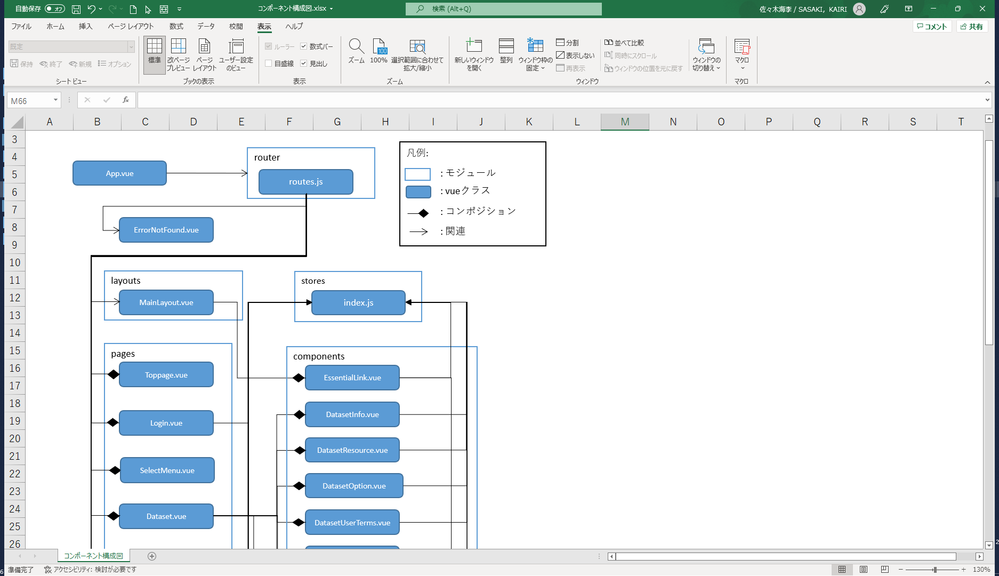 自動保存 オフ コンポーネント構成図.xlsx 検索 (Alt+Q) 佐々木海李 / SASAKI, KAIRI
ファイル ホーム 挿入 ページ レイアウト 数式 データ 校閲 表示 ヘルプ コメント 共有
既定
保持 終了 新規 オプション
シート ビュー
標準
改ページ
プレビュー
ページ
レイアウト
ユーザー設定
のビュー
ブックの表示
ルーラー 数式バー
目盛線 見出し
表示
ズーム
100
100%
選択範囲に合わせて
拡大/縮小
ズーム
新しいウィンドウ
を開く
整列
ウィンドウ枠の
固定
分割
表示しない
再表示
並べて比較
同時にスクロール
ウィンドウの位置を元に戻す
ウィンドウの
切り替え
ウィンドウ
マクロ
マクロ
M66 fx
A B C D E F G H I J K L M N O P Q R S T
3
4
5
6
7
8
9
10
11
12
13
14
15
16
17
18
19
20
21
22
23
24
25
26
App.vue
router
routes.js
ErrorNotFound.vue
凡例:
: モジュール
: vueクラス
: コンポジション
: 関連
layouts
MainLayout.vue
stores
index.js
pages
Toppage.vue
Login.vue
SelectMenu.vue
Dataset.vue
components
EssentialLink.vue
DatasetInfo.vue
DatasetResource.vue
DatasetOption.vue
DatasetUserTerms.vue
コンポーネント構成図
準備完了 アクセシビリティ: 検討が必要です 130%
6
2